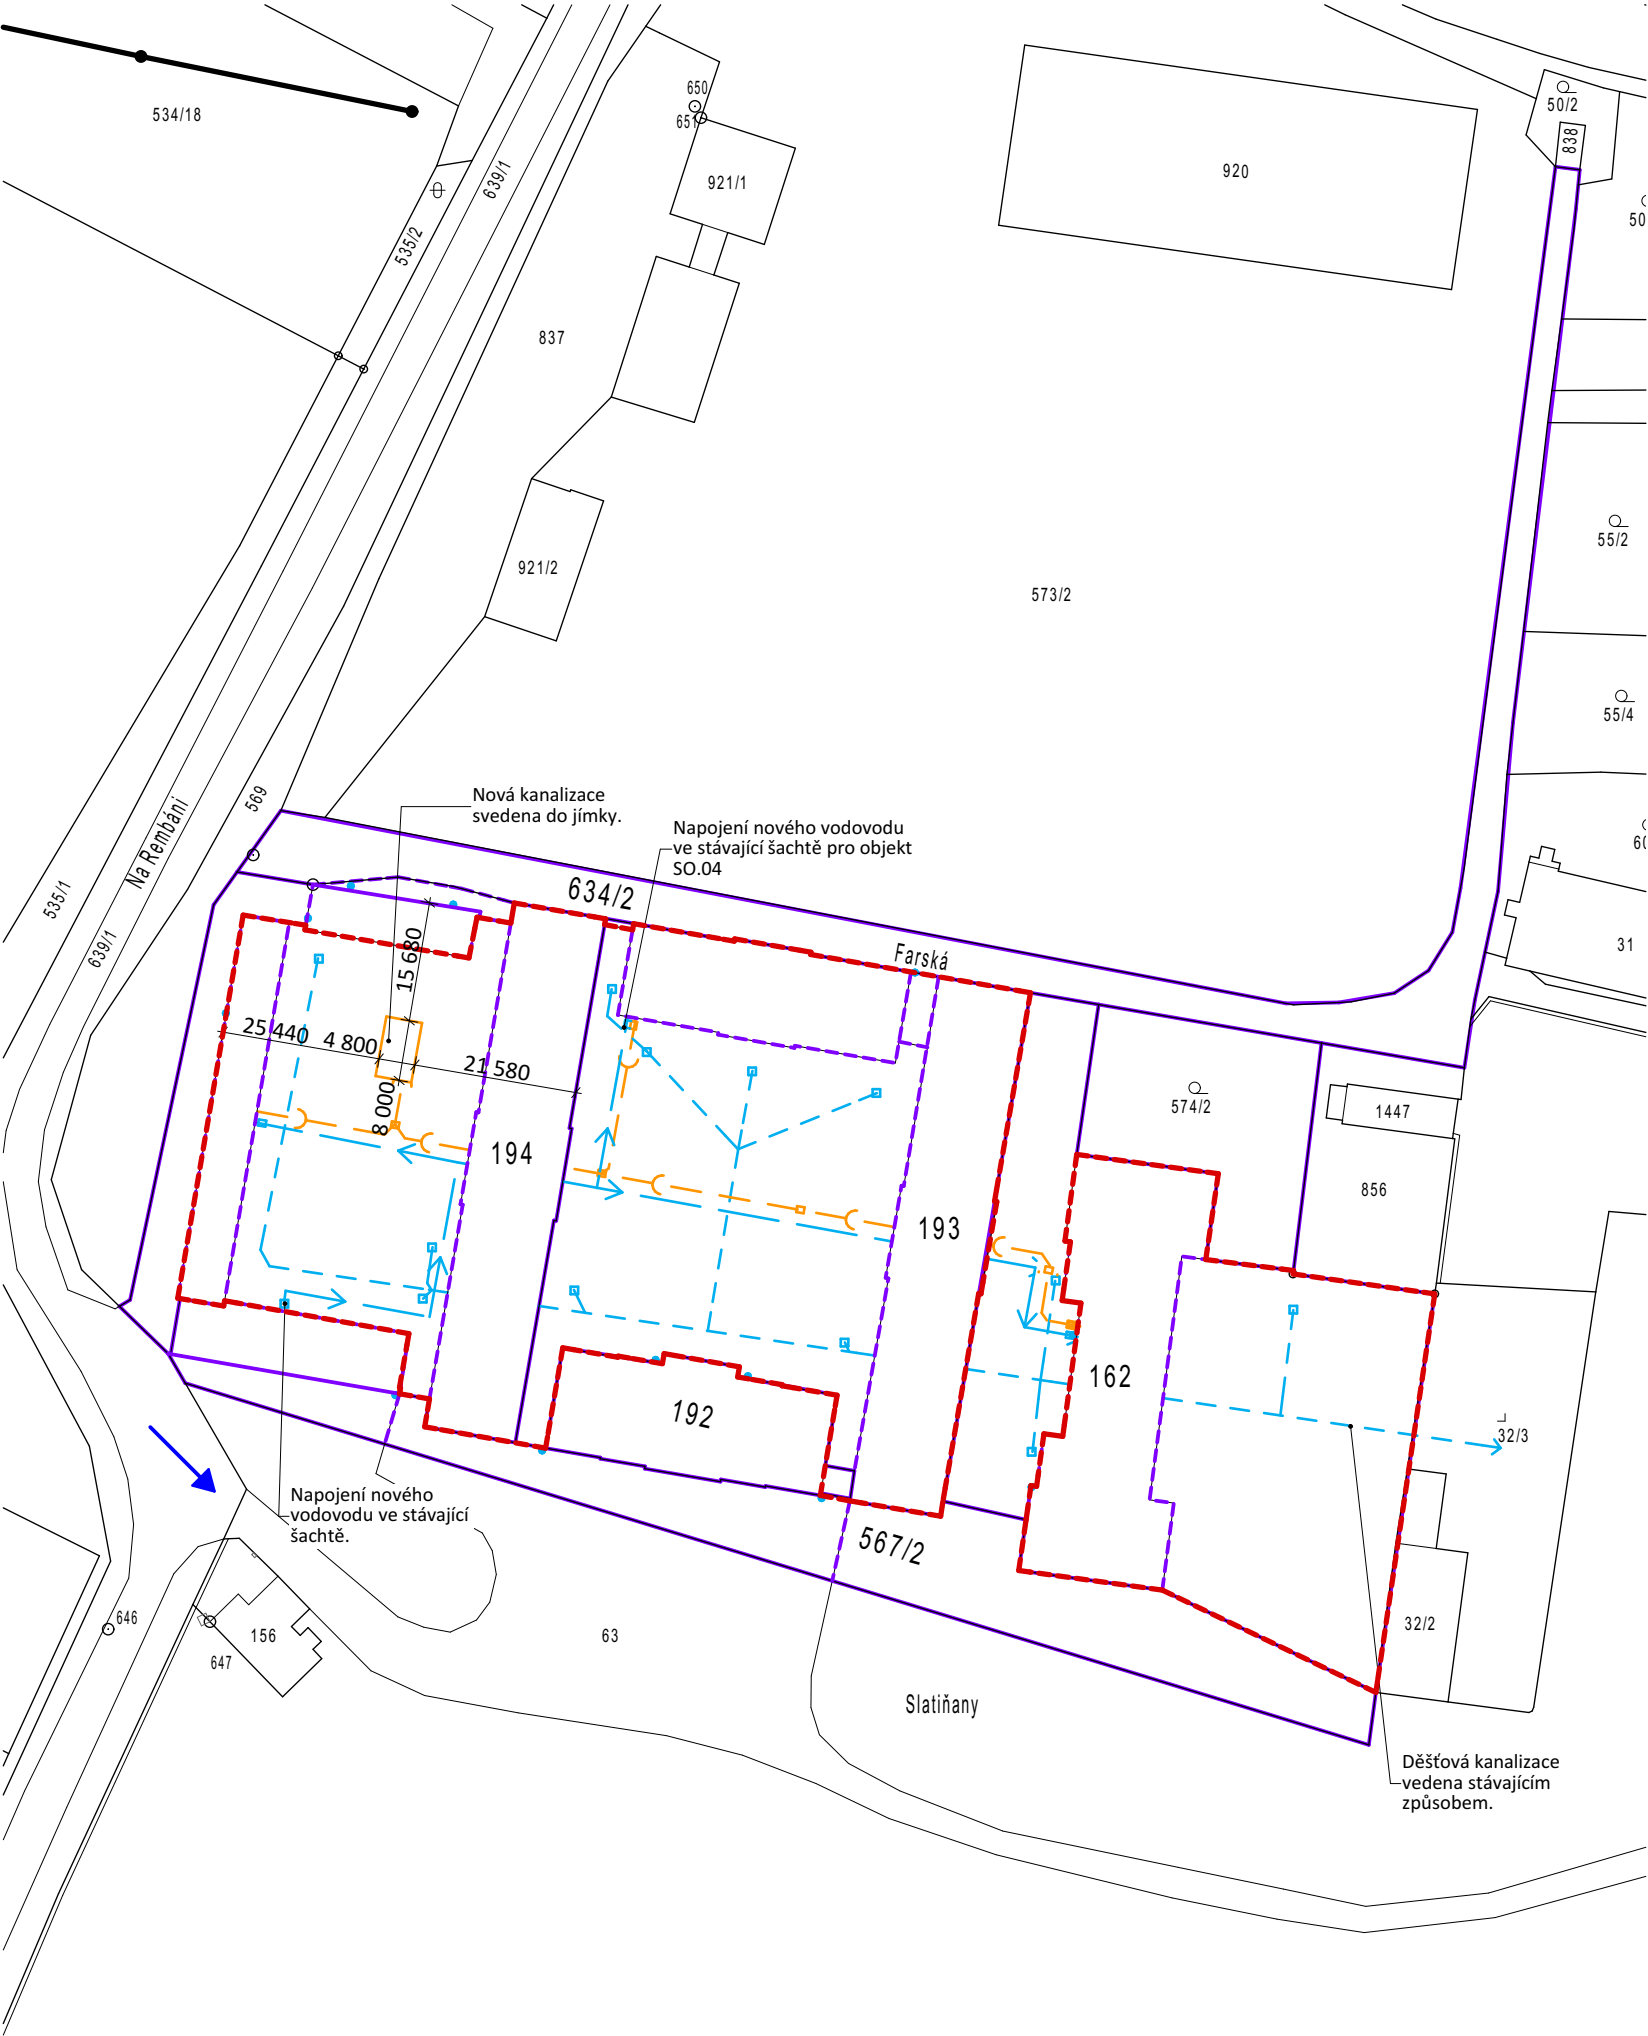 534/18
650
651
921/1
920
50/2
838
50
639/1
535/2
837
921/2
573/2
55/2
55/4
60
31
Nová kanalizace
svedena do jímky.
Napojení nového vodovodu
ve stávající šachtě pro objekt
SO.04
569
Na Rembáni
535/1
639/1
634/2
Farská
15 680
25 440
4 800
21 580
8 000
194
193
574/2
1447
856
162
192
32/3
567/2
Napojení nového
vodovodu ve stávající
šachtě.
646
156
647
63
32/2
Slatiňany
Děšťová kanalizace
vedena stávajícím
způsobem.